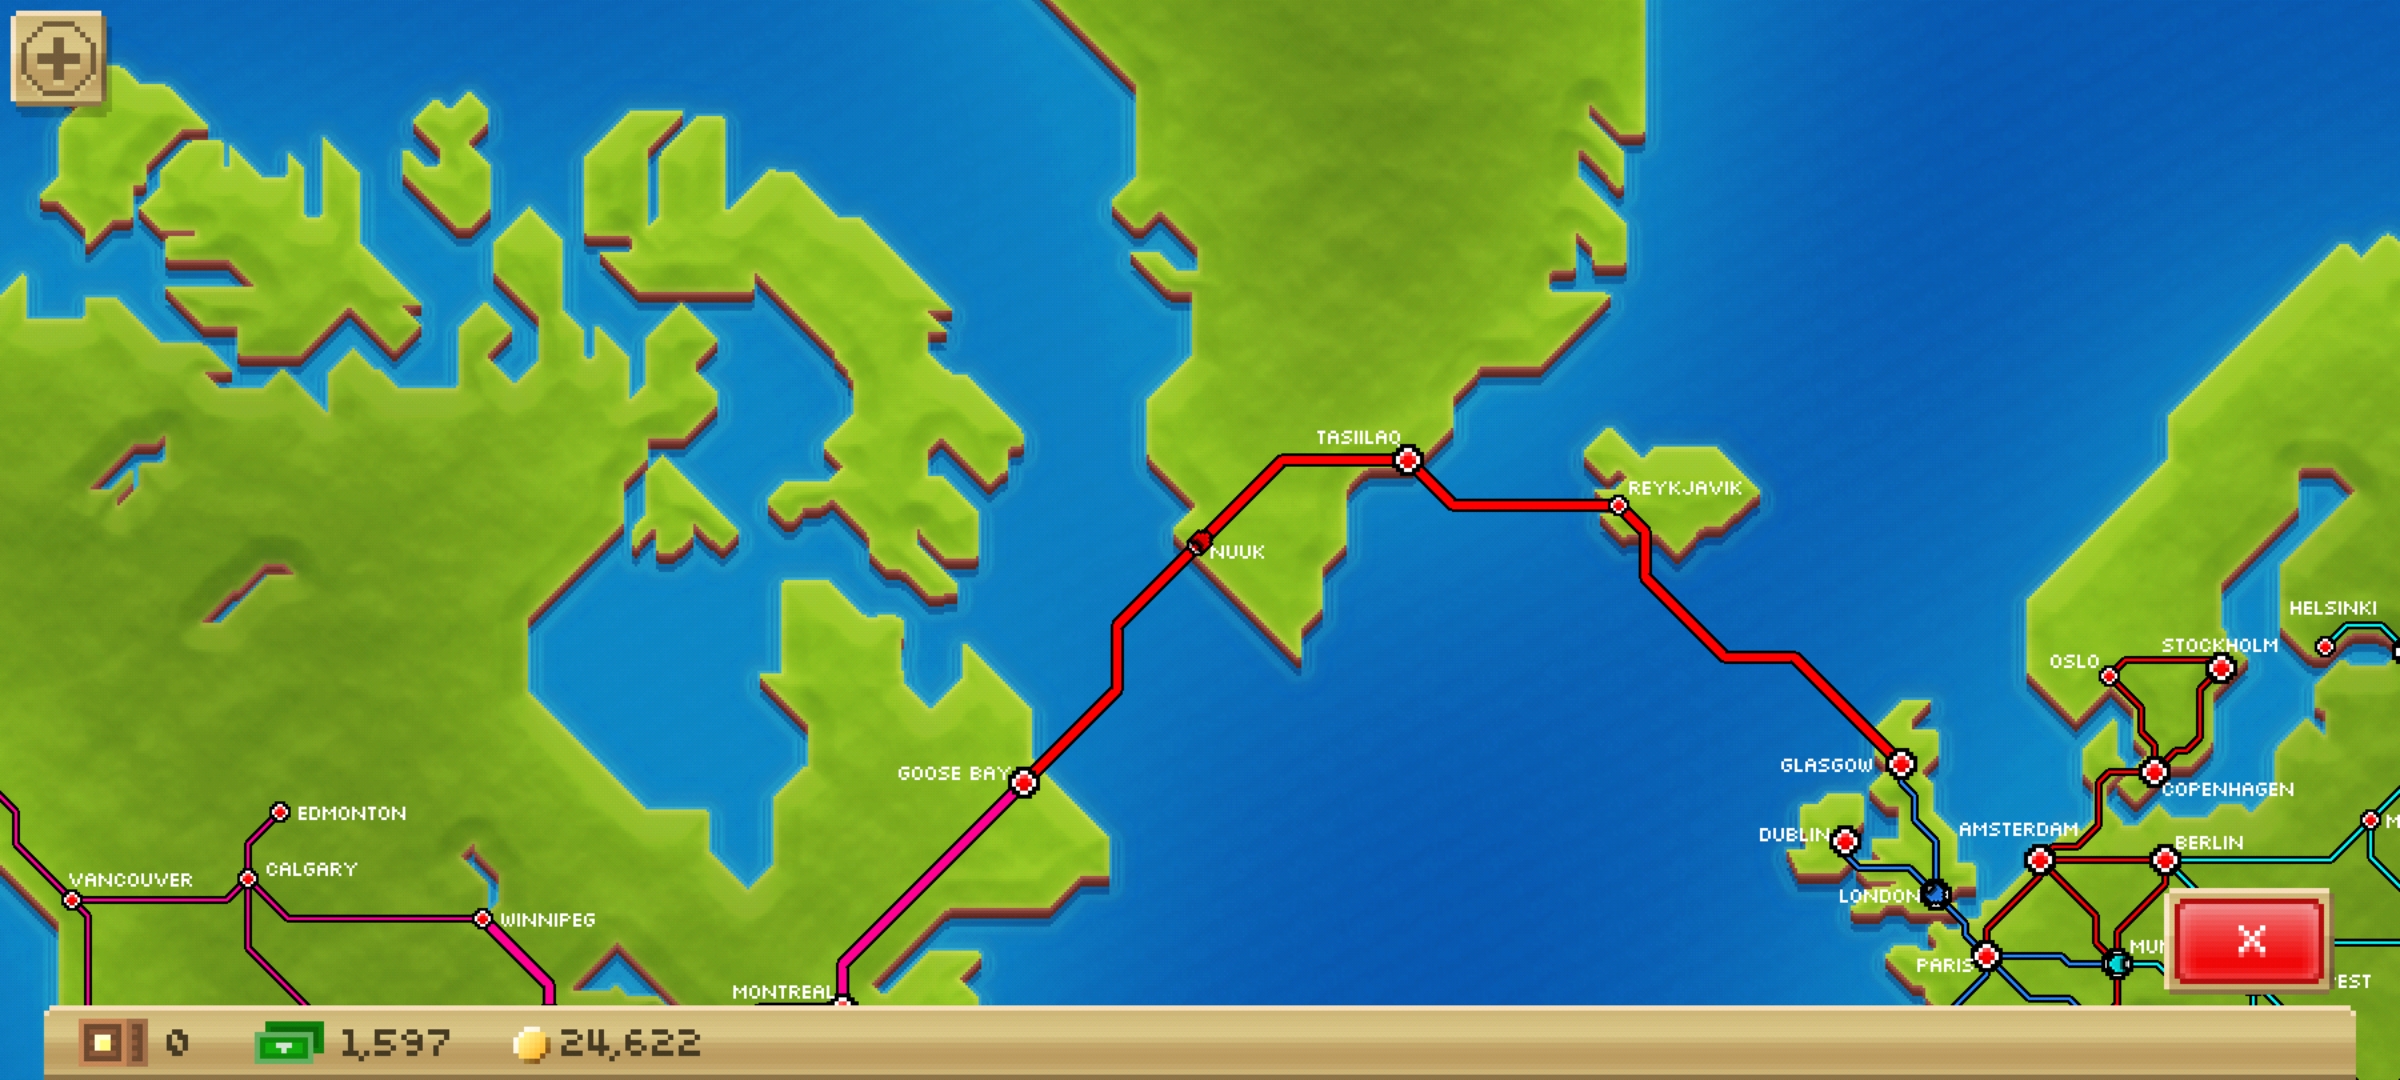 TASIILAQ
REYKJAVIK
NUUK
HELSINKI
STOCKHOLM
OSLO
GLASGOW
GOOSE BAY
COPENHAGEN
EDMONTON
AMSTERDAM
DUBLIN
BERLIN
CALGARY
VANCOUVER
LONDON
WINNIPEG
PARIS
MONTREAL
0
1,597
24,622